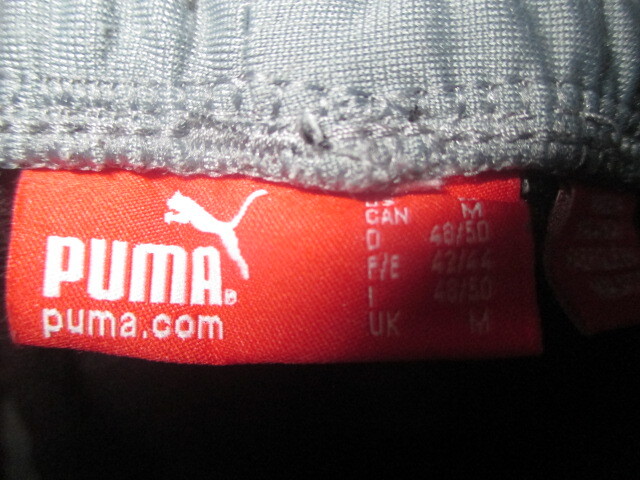 PUMA®
puma.com
CAN M
D 48/50
F/E 42/44
I 48/50
UK M